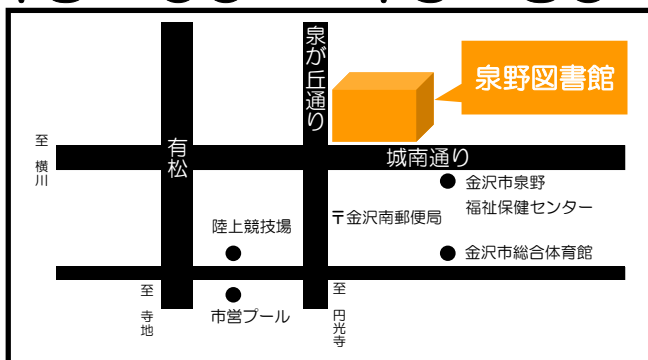 泉が丘通り
泉野図書館
至 横川
有松
城南通り
金沢市泉野
福祉保健センター
〒金沢南郵便局
陸上競技場
金沢市総合体育館
至 寺地
市営プール
至 円光寺